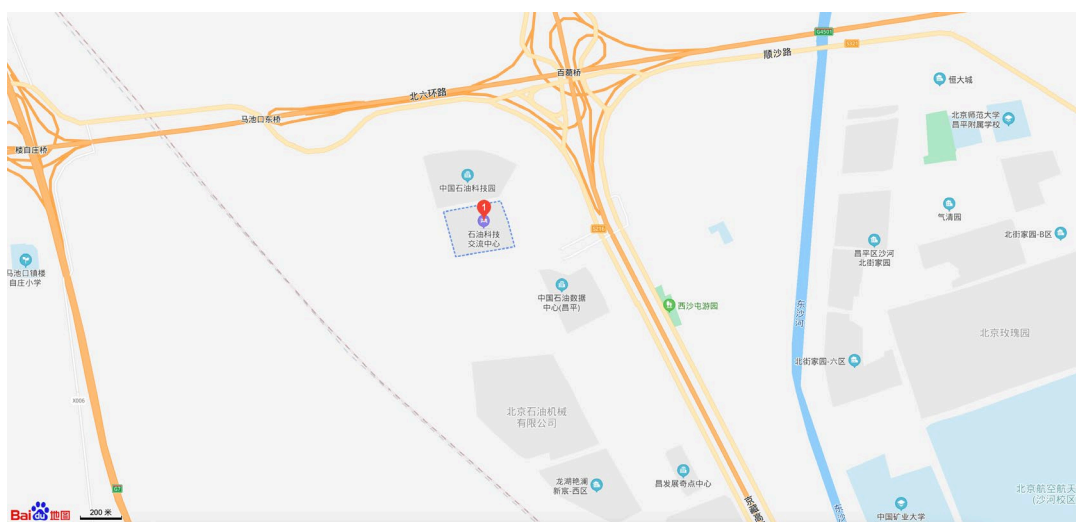 G4501
S321
顺沙路
百葛桥
恒大城
北六环路
北京师范大学
昌平附属学校
马池口东桥
楼自庄桥
中国石油科技园
1
石油科技
交流中心
气清园
S216
北街家园-B区
昌平区沙河
北街家园
马池口镇楼
自庄小学
中国石油数据
中心(昌平)
西沙屯游园
东沙河
北京玫瑰园
北街家园-六区
X006
北京石油机械
有限公司
龙湖艳澜
新宸-西区
昌发展奇点中心
G7
京藏高
北京航空航天
(沙河校区
中国矿业大学
Bai du 地图
200 米